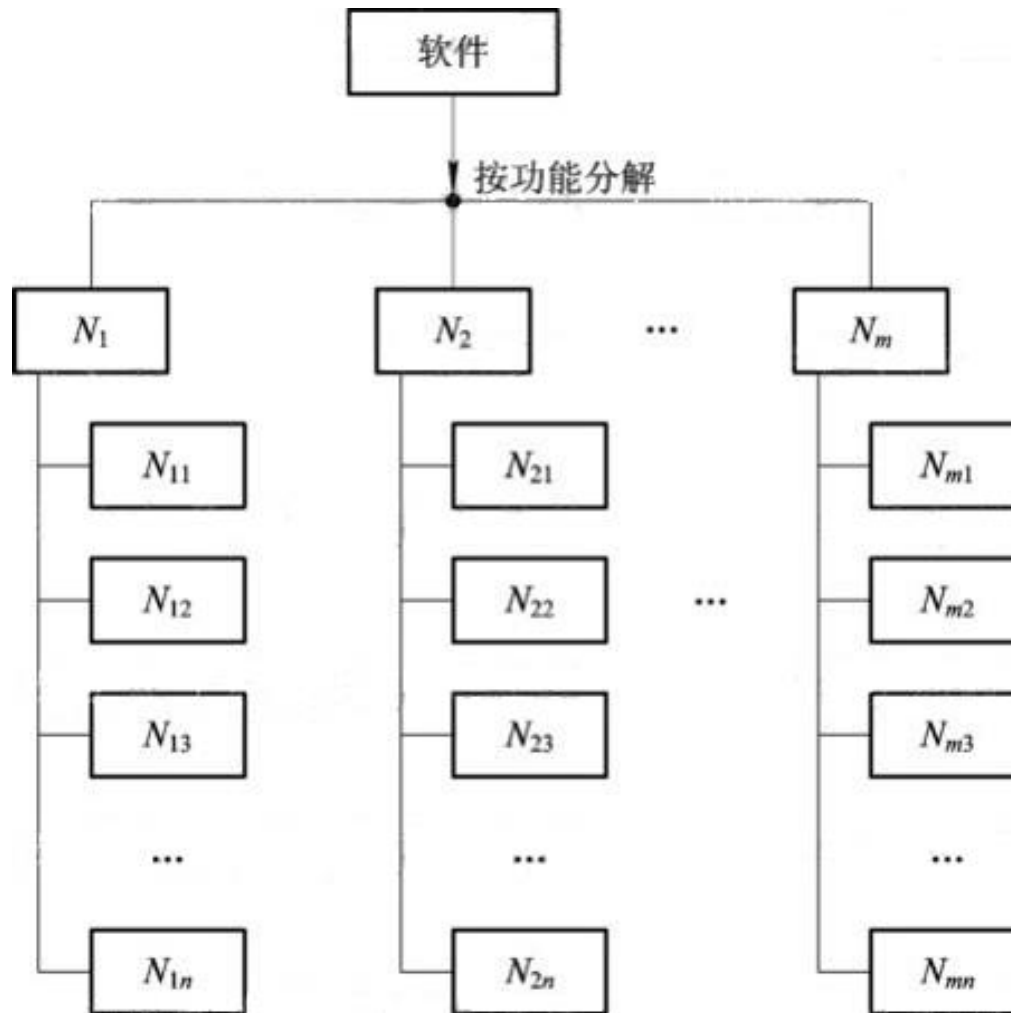 软件
按功能分解
N₁ N₂ ... Nₘ
N₁₁ N₂₁ Nₘ₁
N₁₂ N₂₂ ... Nₘ₂
N₁₃ N₂₃ Nₘ₃
... ... ...
N₁ₙ N₂ₙ Nₘₙ